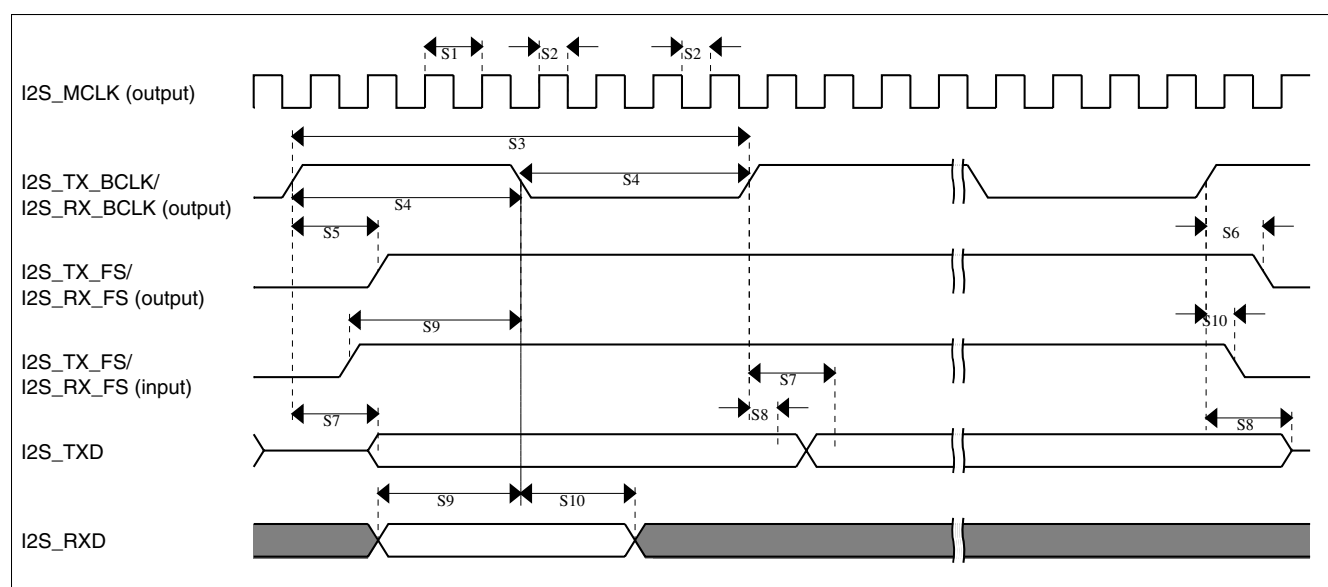 S1
S2
S2
I2S_MCLK (output)
S3
I2S_TX_BCLK/
I2S_RX_BCLK (output)
S4
S4
S5
S6
I2S_TX_FS/
I2S_RX_FS (output)
S9
S10
I2S_TX_FS/
I2S_RX_FS (input)
S7
S7
S8
S8
I2S_TXD
S9
S10
I2S_RXD